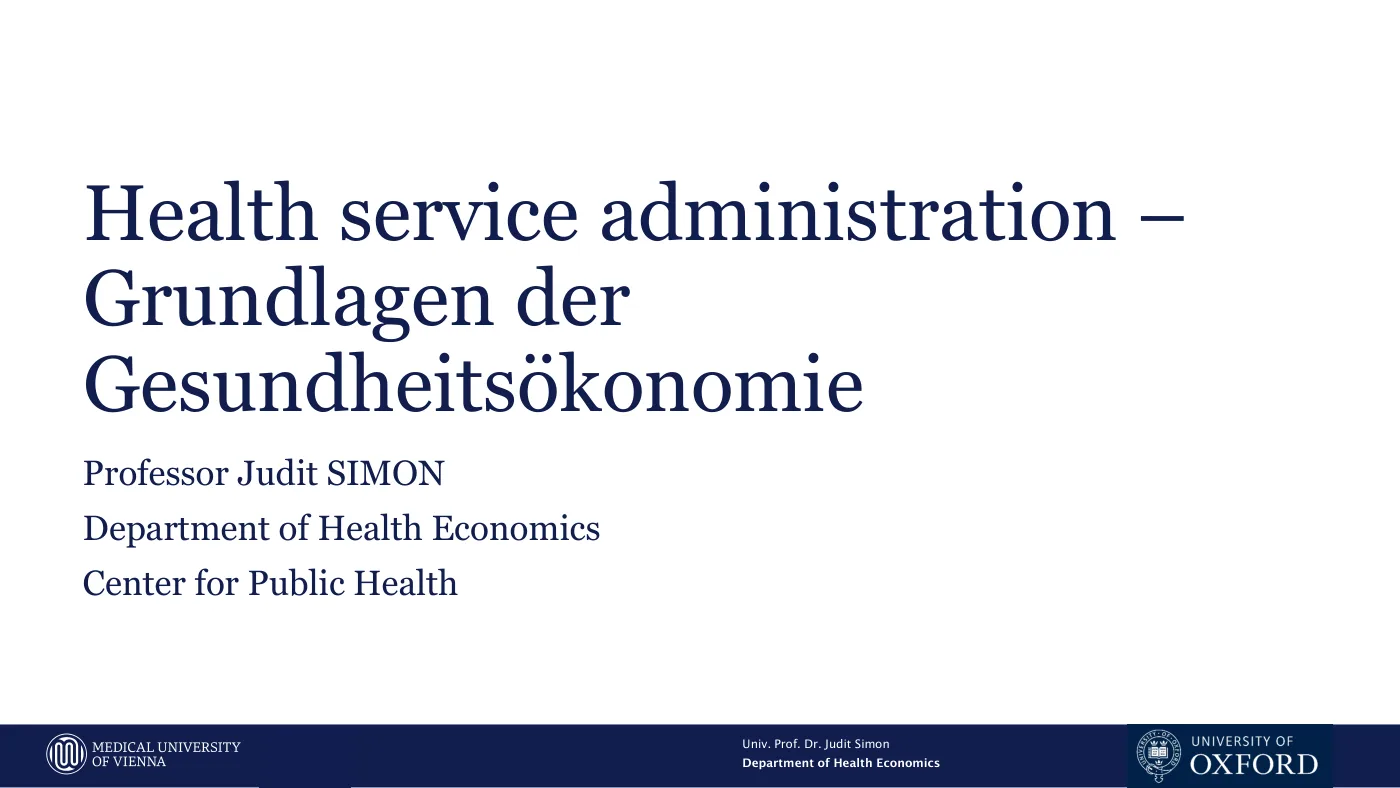 Health service administration –
Grundlagen der
Gesundheitsökonomie
Professor Judit SIMON
Department of Health Economics
Center for Public Health
MEDICAL UNIVERSITY
OF VIENNA
Univ. Prof. Dr. Judit Simon
Department of Health Economics
UNIVERSITY OF
OXFORD